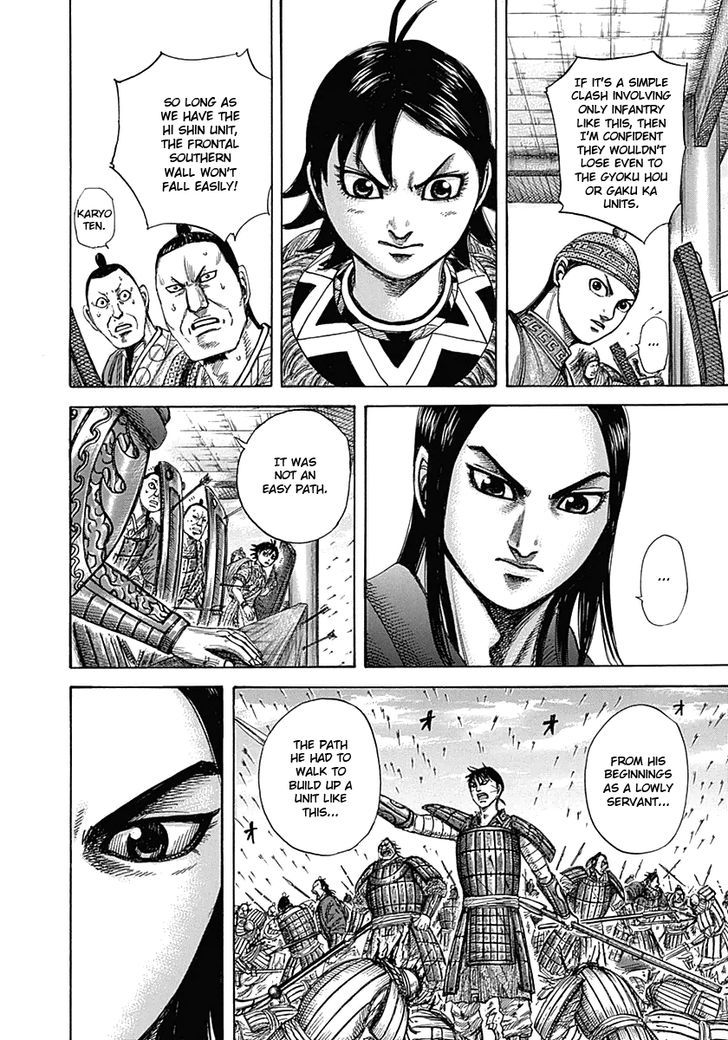 IF IT'S A SIMPLE
CLASH INVOLVING
ONLY INFANTRY
LIKE THIS, THEN
I'M CONFIDENT
THEY WOULDN'T
LOSE EVEN TO
THE GYOKU HOU
OR GAKU KA
UNITS.
...
SO LONG AS
WE HAVE THE
HI SHIN UNIT,
THE FRONTAL
SOUTHERN
WALL WON'T
FALL EASILY!
KARYO
TEN.
...
IT WAS
NOT AN
EASY PATH.
FROM HIS
BEGINNINGS
AS A LOWLY
SERVANT...
THE PATH
HE HAD TO
WALK TO
BUILD UP A
UNIT LIKE
THIS...
オ
オ
オ